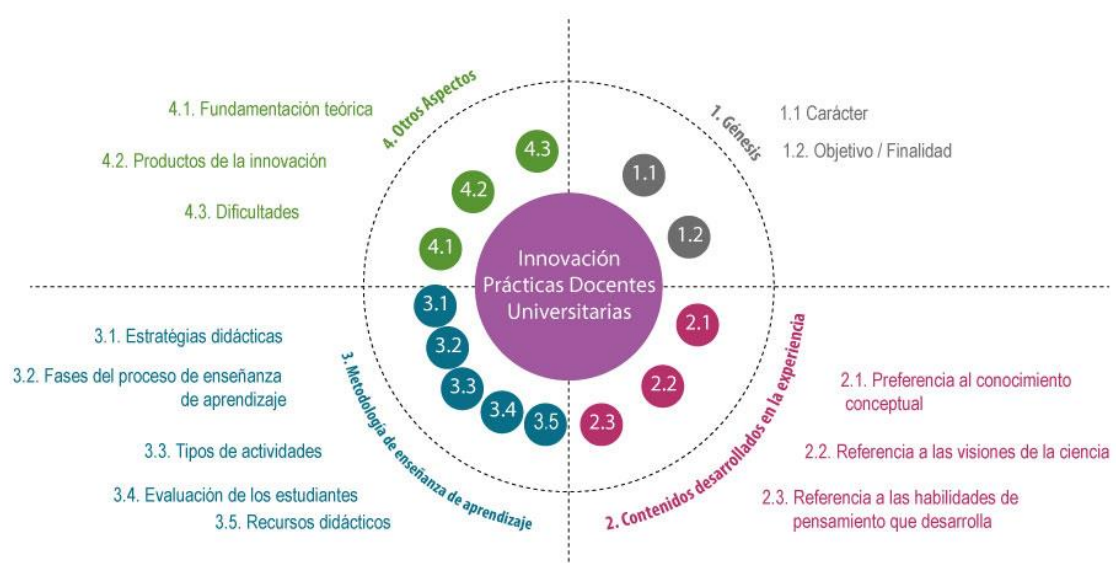 4. Otros Aspectos
4.1. Fundamentación teórica
4.2. Productos de la innovación
4.3. Dificultades
4.3
4.2
4.1
1. Génesis
1.1 Carácter
1.2. Objetivo / Finalidad
1.1
1.2
Innovación
Prácticas Docentes
Universitarias
3.1
3.2
3.3
3.4
3.5
3. Metodología de enseñanza de aprendizaje
3.1. Estratégias didácticas
3.2. Fases del proceso de enseñanza
de aprendizaje
3.3. Tipos de actividades
3.4. Evaluación de los estudiantes
3.5. Recursos didácticos
2.1
2.2
2.3
2. Contenidos desarrollados en la experiencia
2.1. Preferencia al conocimiento
conceptual
2.2. Referencia a las visiones de la ciencia
2.3. Referencia a las habilidades de
pensamiento que desarrolla